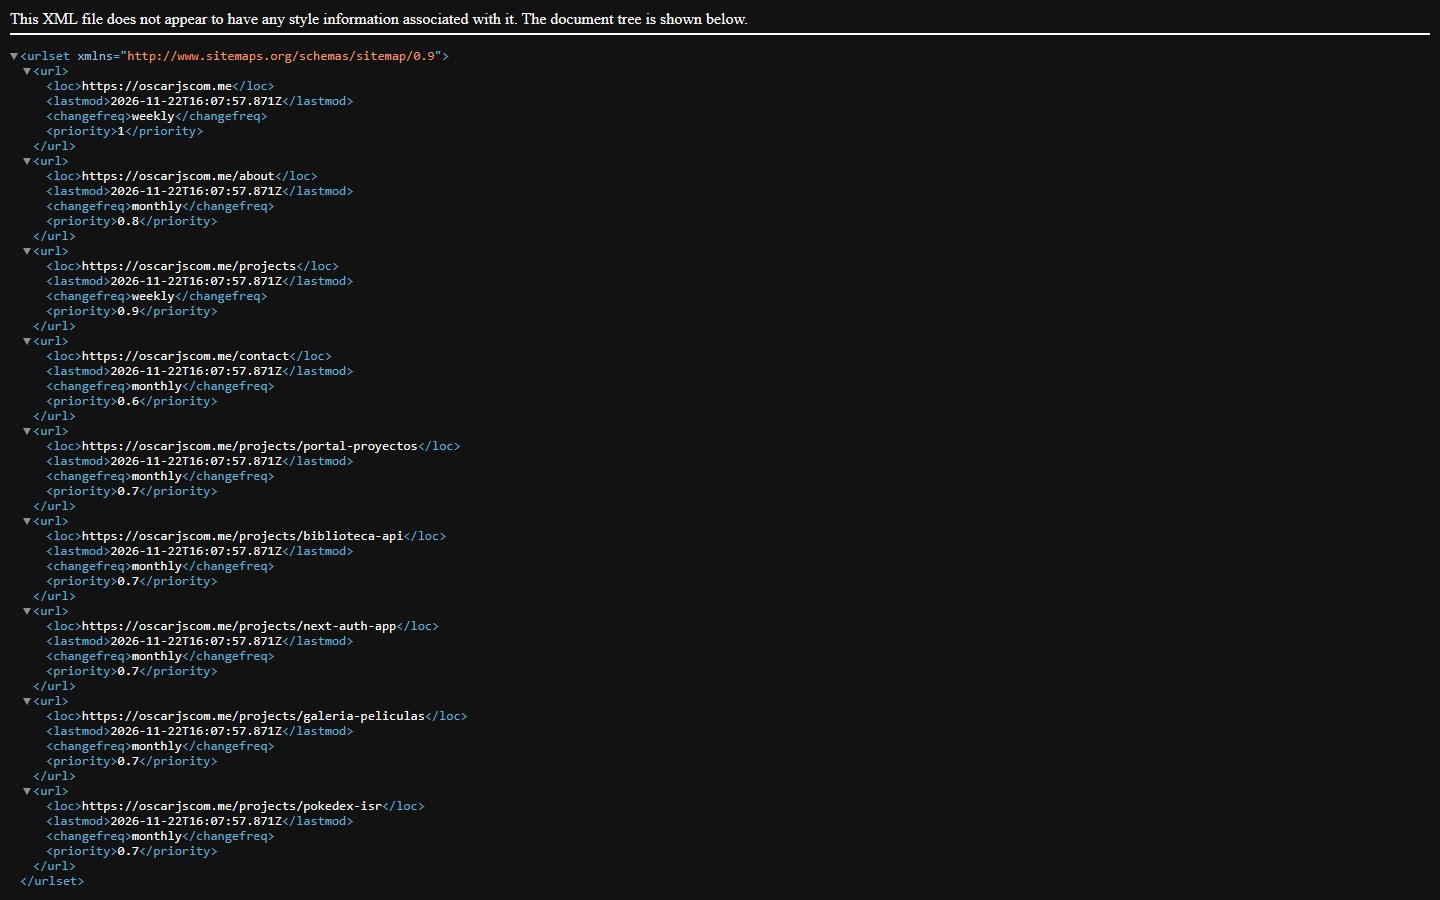 This XML file does not appear to have any style information associated with it. The document tree is shown below.
▼<urlset xmlns="http://www.sitemaps.org/schemas/sitemap/0.9">
▼<url>
<loc>https://oscarjscom.me</loc>
<lastmod>2026-11-22T16:07:57.871Z</lastmod>
<changefreq>weekly</changefreq>
<priority>1</priority>
</url>
▼<url>
<loc>https://oscarjscom.me/about</loc>
<lastmod>2026-11-22T16:07:57.871Z</lastmod>
<changefreq>monthly</changefreq>
<priority>0.8</priority>
</url>
▼<url>
<loc>https://oscarjscom.me/projects</loc>
<lastmod>2026-11-22T16:07:57.871Z</lastmod>
<changefreq>weekly</changefreq>
<priority>0.9</priority>
</url>
▼<url>
<loc>https://oscarjscom.me/contact</loc>
<lastmod>2026-11-22T16:07:57.871Z</lastmod>
<changefreq>monthly</changefreq>
<priority>0.6</priority>
</url>
▼<url>
<loc>https://oscarjscom.me/projects/portal-proyectos</loc>
<lastmod>2026-11-22T16:07:57.871Z</lastmod>
<changefreq>monthly</changefreq>
<priority>0.7</priority>
</url>
▼<url>
<loc>https://oscarjscom.me/projects/biblioteca-api</loc>
<lastmod>2026-11-22T16:07:57.871Z</lastmod>
<changefreq>monthly</changefreq>
<priority>0.7</priority>
</url>
▼<url>
<loc>https://oscarjscom.me/projects/next-auth-app</loc>
<lastmod>2026-11-22T16:07:57.871Z</lastmod>
<changefreq>monthly</changefreq>
<priority>0.7</priority>
</url>
▼<url>
<loc>https://oscarjscom.me/projects/galeria-peliculas</loc>
<lastmod>2026-11-22T16:07:57.871Z</lastmod>
<changefreq>monthly</changefreq>
<priority>0.7</priority>
</url>
▼<url>
<loc>https://oscarjscom.me/projects/pokedex-isr</loc>
<lastmod>2026-11-22T16:07:57.871Z</lastmod>
<changefreq>monthly</changefreq>
<priority>0.7</priority>
</url>
</urlset>